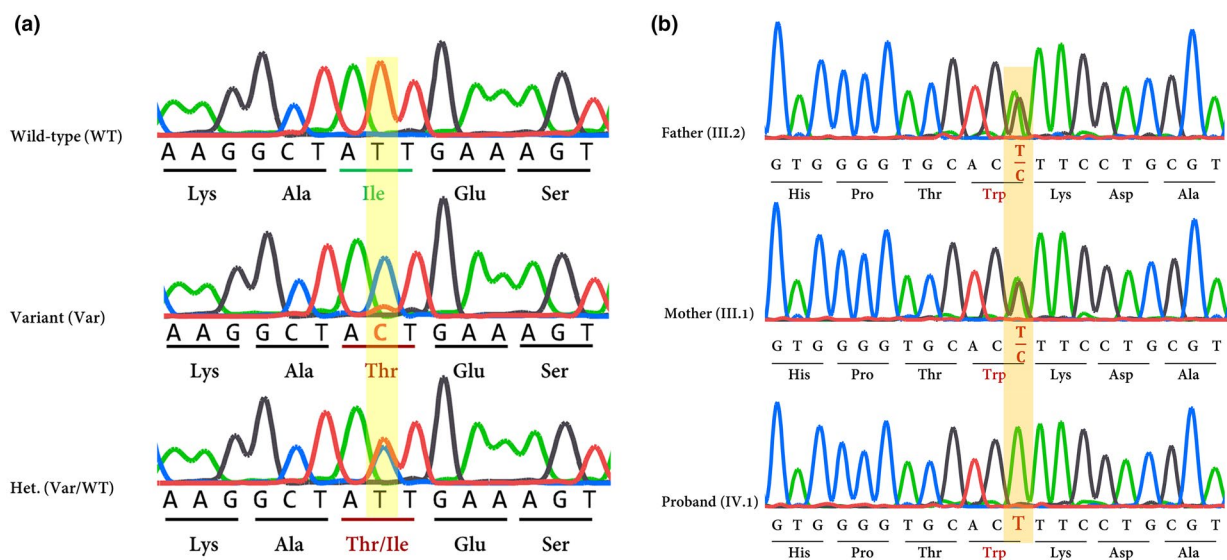 (a)
Wild-type (WT)
A A G G C T A T T G A A A G T
Lys Ala Ile Glu Ser
Variant (Var)
A A G G C T A C T G A A A G T
Lys Ala Thr Glu Ser
Het. (Var/WT)
A A G G C T A T T G A A A G T
Lys Ala Thr/Ile Glu Ser
(b)
Father (III.2)
G T G G G G T G C A C T/C T T C C T G C G T
His Pro Thr Trp Lys Asp Ala
Mother (III.1)
G T G G G G T G C A C T/C T T C C T G C G T
His Pro Thr Trp Lys Asp Ala
Proband (IV.1)
G T G G G G T G C A C T T T C C T G C G T
His Pro Thr Trp Lys Asp Ala